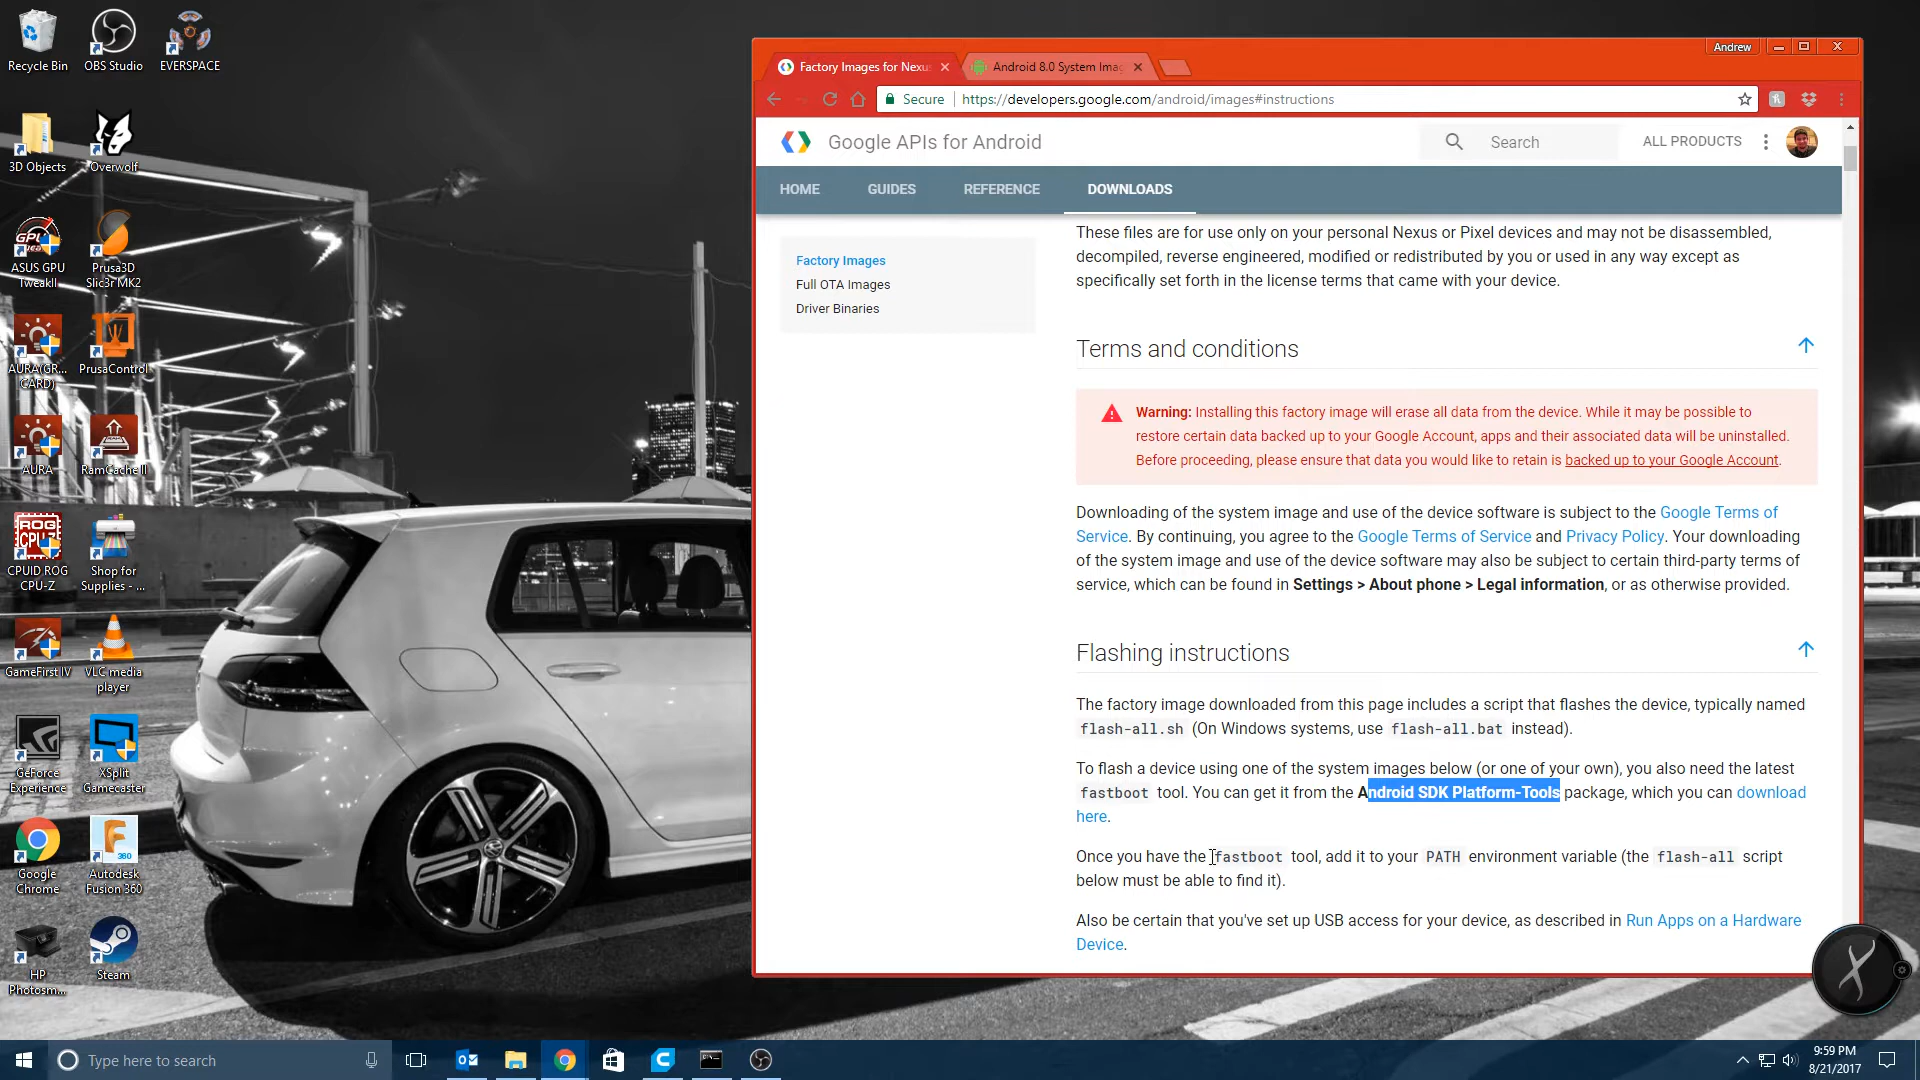 Recycle Bin
OBS Studio
EVERSPACE
3D Objects
Overwolf
ASUS GPU
TweakII
Prusa3D
Slic3r MK2
AURA(GR...
CARD)
PrusaControl
AURA
RamCache II
CPUID ROG
CPU-Z
Shop for
Supplies - ...
GameFirst IV
VLC media
player
GeForce
Experience
XSplit
Gamecaster
Google
Chrome
Autodesk
Fusion 360
HP
Photosm...
Steam
Andrew
Factory Images for Nexu
Android 8.0 System Imag
Secure
https://developers.google.com/android/images#instructions
Google APIs for Android
Search
ALL PRODUCTS
HOME
GUIDES
REFERENCE
DOWNLOADS
Factory Images
Full OTA Images
Driver Binaries
These files are for use only on your personal Nexus or Pixel devices and may not be disassembled,
decompiled, reverse engineered, modified or redistributed by you or used in any way except as
specifically set forth in the license terms that came with your device.
Terms and conditions
Warning: Installing this factory image will erase all data from the device. While it may be possible to
restore certain data backed up to your Google Account, apps and their associated data will be uninstalled.
Before proceeding, please ensure that data you would like to retain is backed up to your Google Account.
Downloading of the system image and use of the device software is subject to the Google Terms of
Service. By continuing, you agree to the Google Terms of Service and Privacy Policy. Your downloading
of the system image and use of the device software may also be subject to certain third-party terms of
service, which can be found in Settings > About phone > Legal information, or as otherwise provided.
Flashing instructions
The factory image downloaded from this page includes a script that flashes the device, typically named
flash-all.sh (On Windows systems, use flash-all.bat instead).
To flash a device using one of the system images below (or one of your own), you also need the latest
fastboot tool. You can get it from the Android SDK Platform-Tools package, which you can download
here.
Once you have the fastboot tool, add it to your PATH environment variable (the flash-all script
below must be able to find it).
Also be certain that you've set up USB access for your device, as described in Run Apps on a Hardware
Device.
Type here to search
9:59 PM
8/21/2017